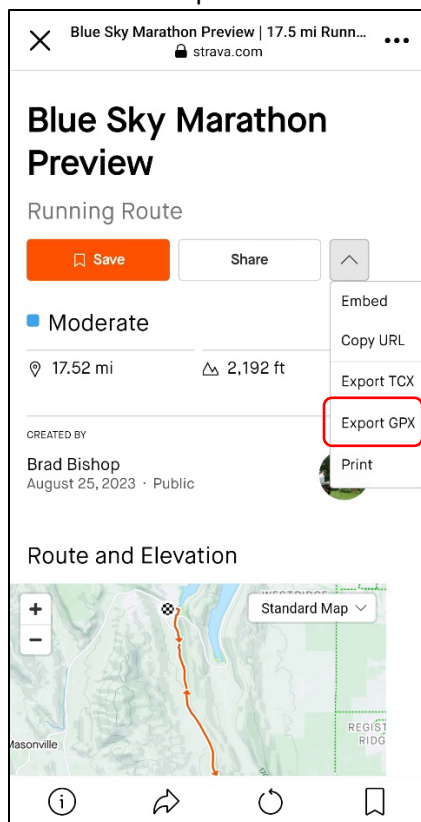 Blue Sky Marathon Preview | 17.5 mi Runn...
strava.com
Blue Sky Marathon
Preview
Running Route
Save
Share
Embed
Copy URL
Export TCX
Export GPX
Print
Moderate
17.52 mi
2,192 ft
CREATED BY
Brad Bishop
August 25, 2023 · Public
Route and Elevation
+
−
Standard Map
Masonville
REGIST
RIDG